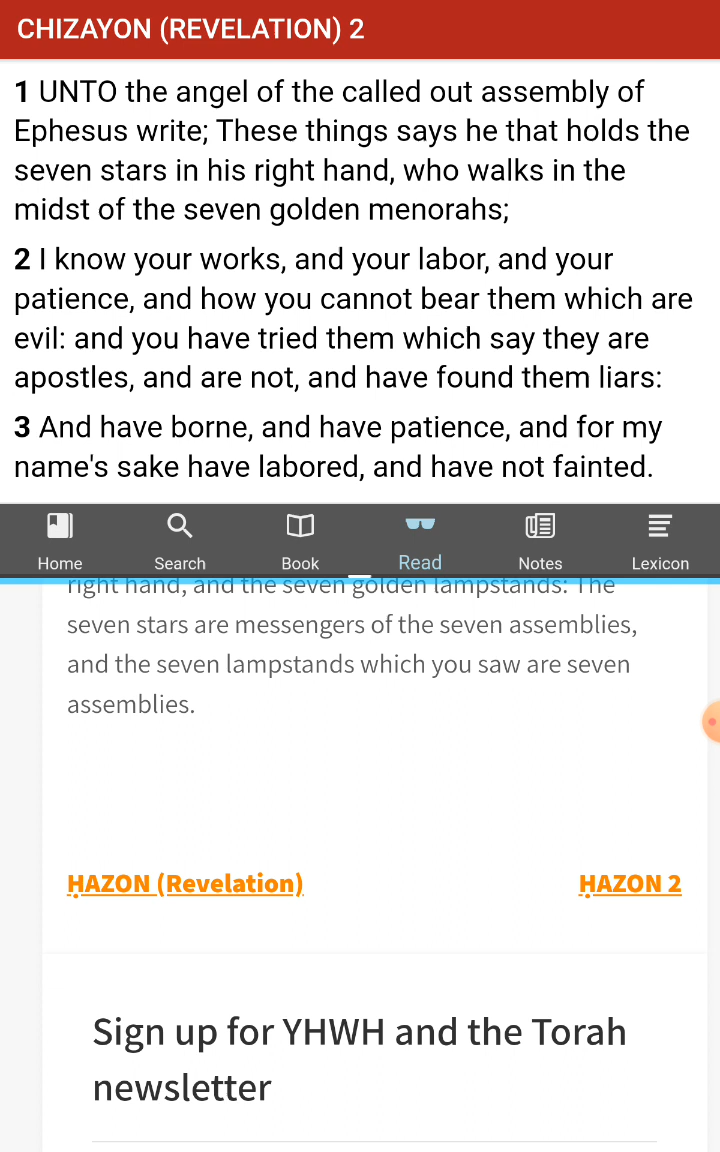 CHIZAYON (REVELATION) 2
1 UNTO the angel of the called out assembly of
Ephesus write; These things says he that holds the
seven stars in his right hand, who walks in the
midst of the seven golden menorahs;
2 I know your works, and your labor, and your
patience, and how you cannot bear them which are
evil: and you have tried them which say they are
apostles, and are not, and have found them liars:
3 And have borne, and have patience, and for my
name's sake have labored, and have not fainted.
Home Search Book Read Notes Lexicon
right hand, and the seven golden lampstands: The
seven stars are messengers of the seven assemblies,
and the seven lampstands which you saw are seven
assemblies.
ḤAZON (Revelation) ḤAZON 2
Sign up for YHWH and the Torah
newsletter